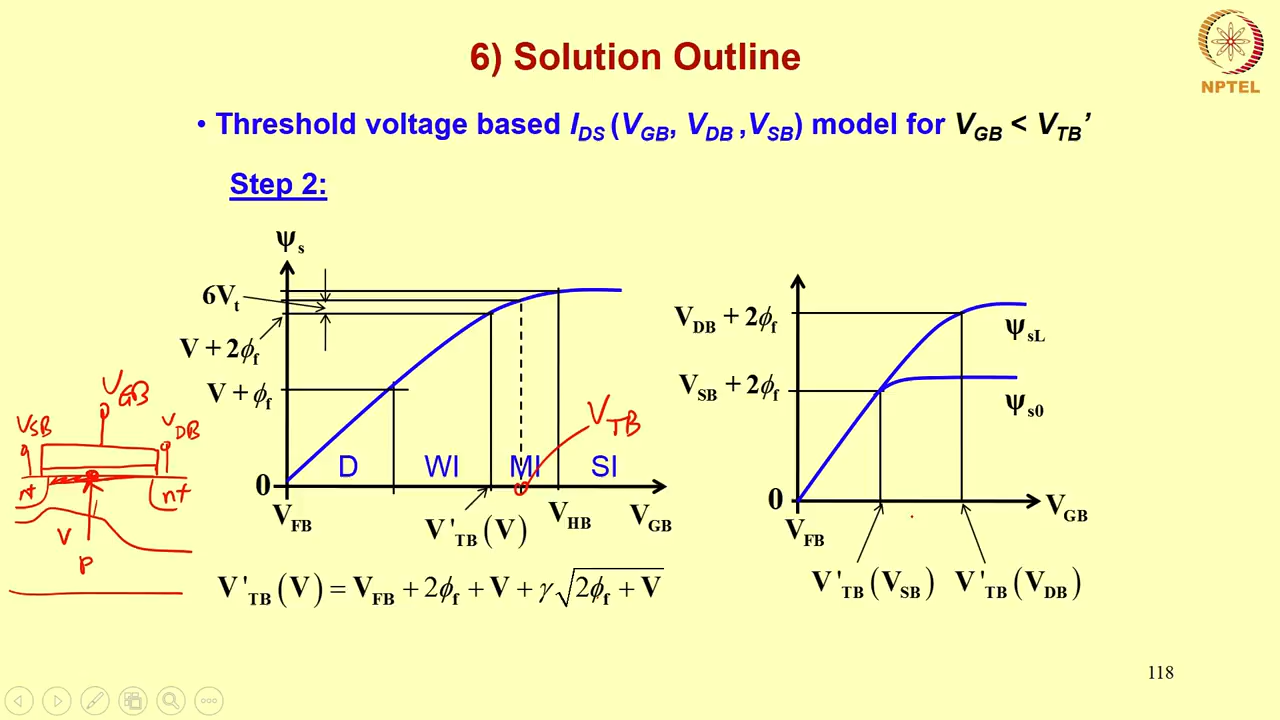 6) Solution Outline
NPTEL
• Threshold voltage based I_DS (V_GB, V_DB ,V_SB) model for V_GB < V_TB’
Step 2:
ψ_s
6V_t
V + 2ϕ_f
V + ϕ_f
0
D WI MI SI
V_FB
V'_TB (V)
V_HB
V_GB
V_TB
V'_TB (V) = V_FB + 2ϕ_f + V + γ√(2ϕ_f + V)
V_GB
V_SB
V_DB
n+
n+
V
P
V_DB + 2ϕ_f
V_SB + 2ϕ_f
ψ_sL
ψ_s0
0
V_FB
V_GB
V'_TB (V_SB) V'_TB (V_DB)
118